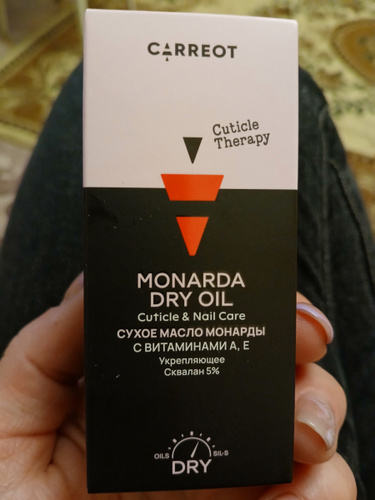 CARREOT
Cuticle
Therapy
MONARDA
DRY OIL
Cuticle & Nail Care
СУХОЕ МАСЛО МОНАРДЫ
С ВИТАМИНАМИ А, Е
Укрепляющее
Сквалан 5%
OILS SIL-S
DRY